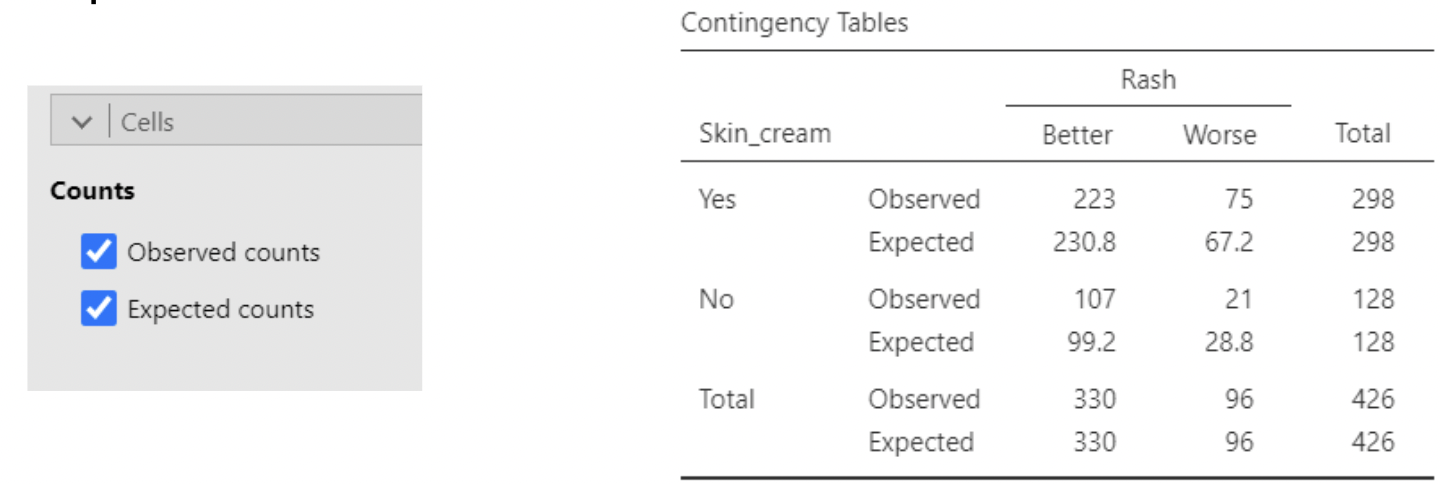 Cells
Counts
Observed counts
Expected counts
Contingency Tables
Rash
Skin_cream Better Worse Total
Yes Observed 223 75 298
Expected 230.8 67.2 298
No Observed 107 21 128
Expected 99.2 28.8 128
Total Observed 330 96 426
Expected 330 96 426